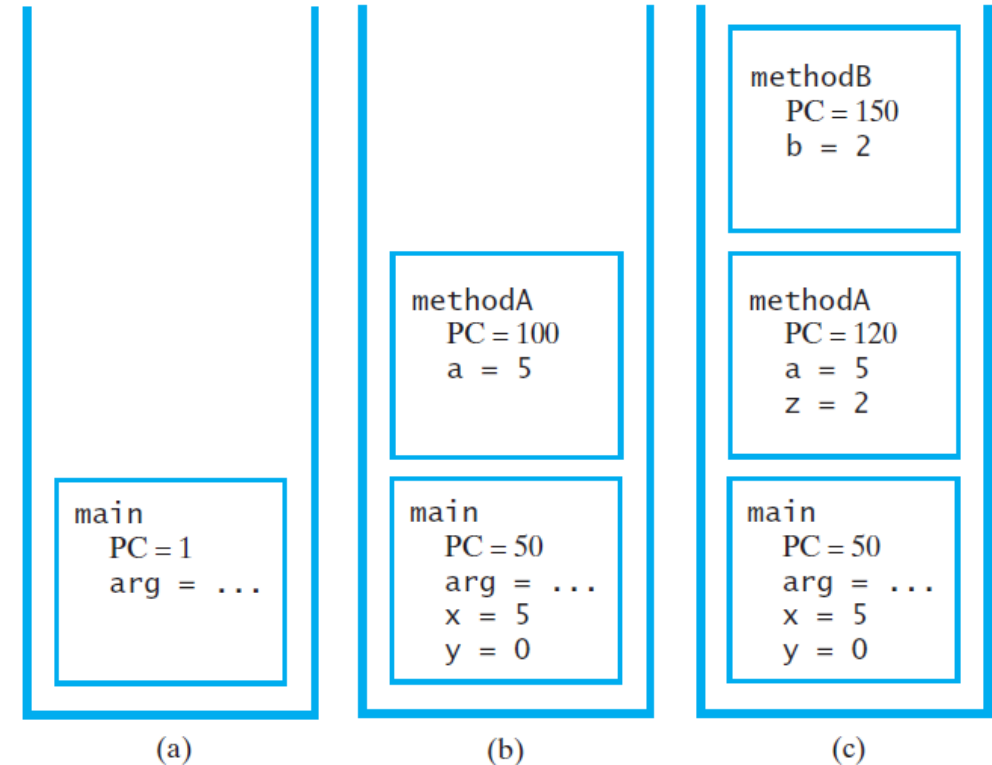 main
PC = 1
arg = ...
(a)
methodA
PC = 100
a = 5
main
PC = 50
arg = ...
x = 5
y = 0
(b)
methodB
PC = 150
b = 2
methodA
PC = 120
a = 5
z = 2
main
PC = 50
arg = ...
x = 5
y = 0
(c)